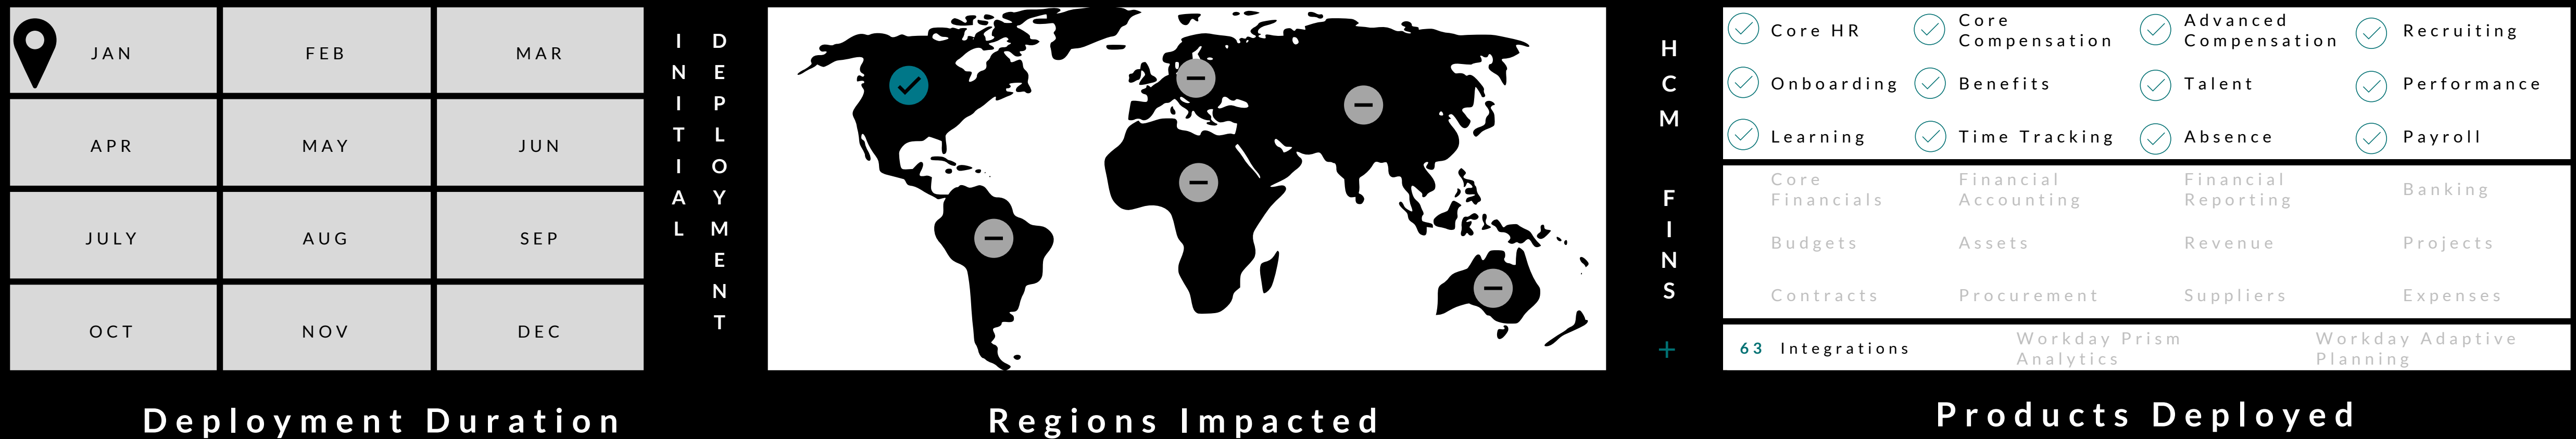 JAN FEB MAR
APR MAY JUN
JULY AUG SEP
OCT NOV DEC
INITIAL
DEPLOYMENT
Deployment Duration
Regions Impacted
HCM
FINS
+
Core HR
Core
Compensation
Advanced
Compensation
Recruiting
Onboarding
Benefits
Talent
Performance
Learning
Time Tracking
Absence
Payroll
Core
Financials
Financial
Accounting
Financial
Reporting
Banking
Budgets
Assets
Revenue
Projects
Contracts
Procurement
Suppliers
Expenses
63 Integrations
Workday Prism
Analytics
Workday Adaptive
Planning
Products Deployed